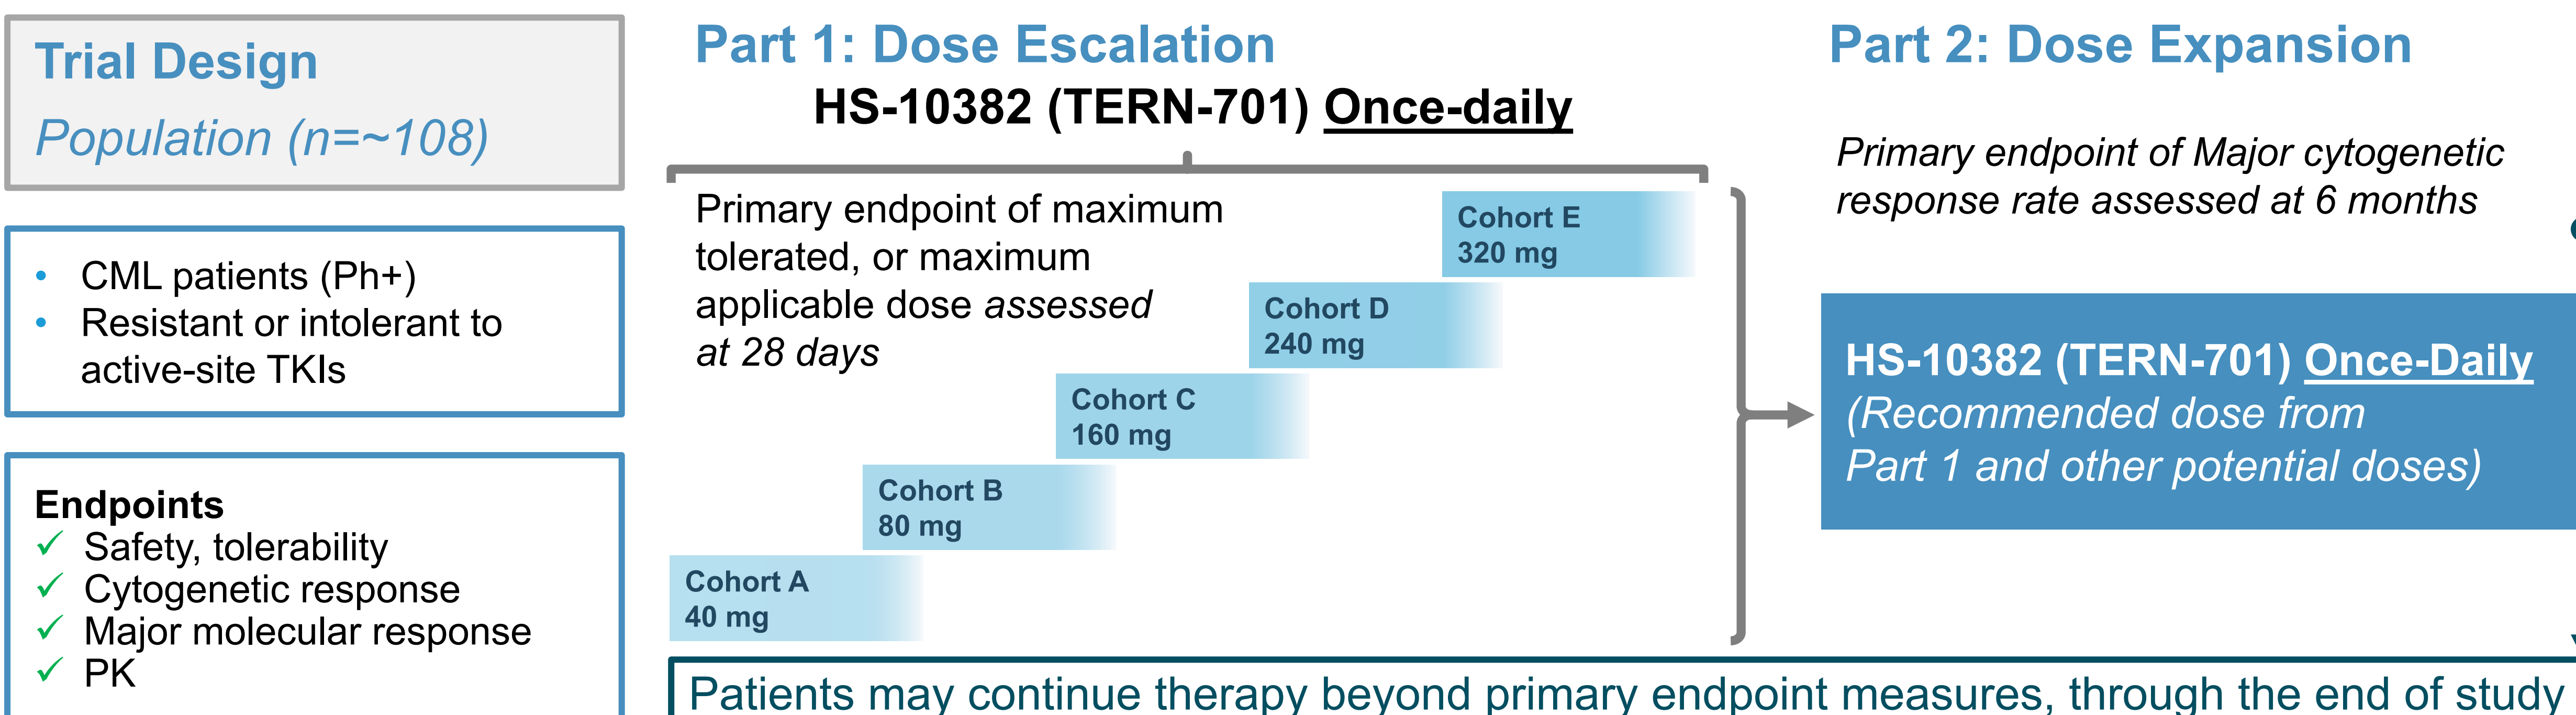 Trial Design
Population (n=~108)
CML patients (Ph+)
Resistant or intolerant to
active-site TKIs
Endpoints
Safety, tolerability
Cytogenetic response
Major molecular response
PK
Part 1: Dose Escalation
HS-10382 (TERN-701) Once-daily
Primary endpoint of maximum
tolerated, or maximum
applicable dose assessed
at 28 days
Cohort E
320 mg
Cohort D
240 mg
Cohort C
160 mg
Cohort B
80 mg
Cohort A
40 mg
Part 2: Dose Expansion
Primary endpoint of Major cytogenetic
response rate assessed at 6 months
HS-10382 (TERN-701) Once-Daily
(Recommended dose from
Part 1 and other potential doses)
Patients may continue therapy beyond primary endpoint measures, through the end of study